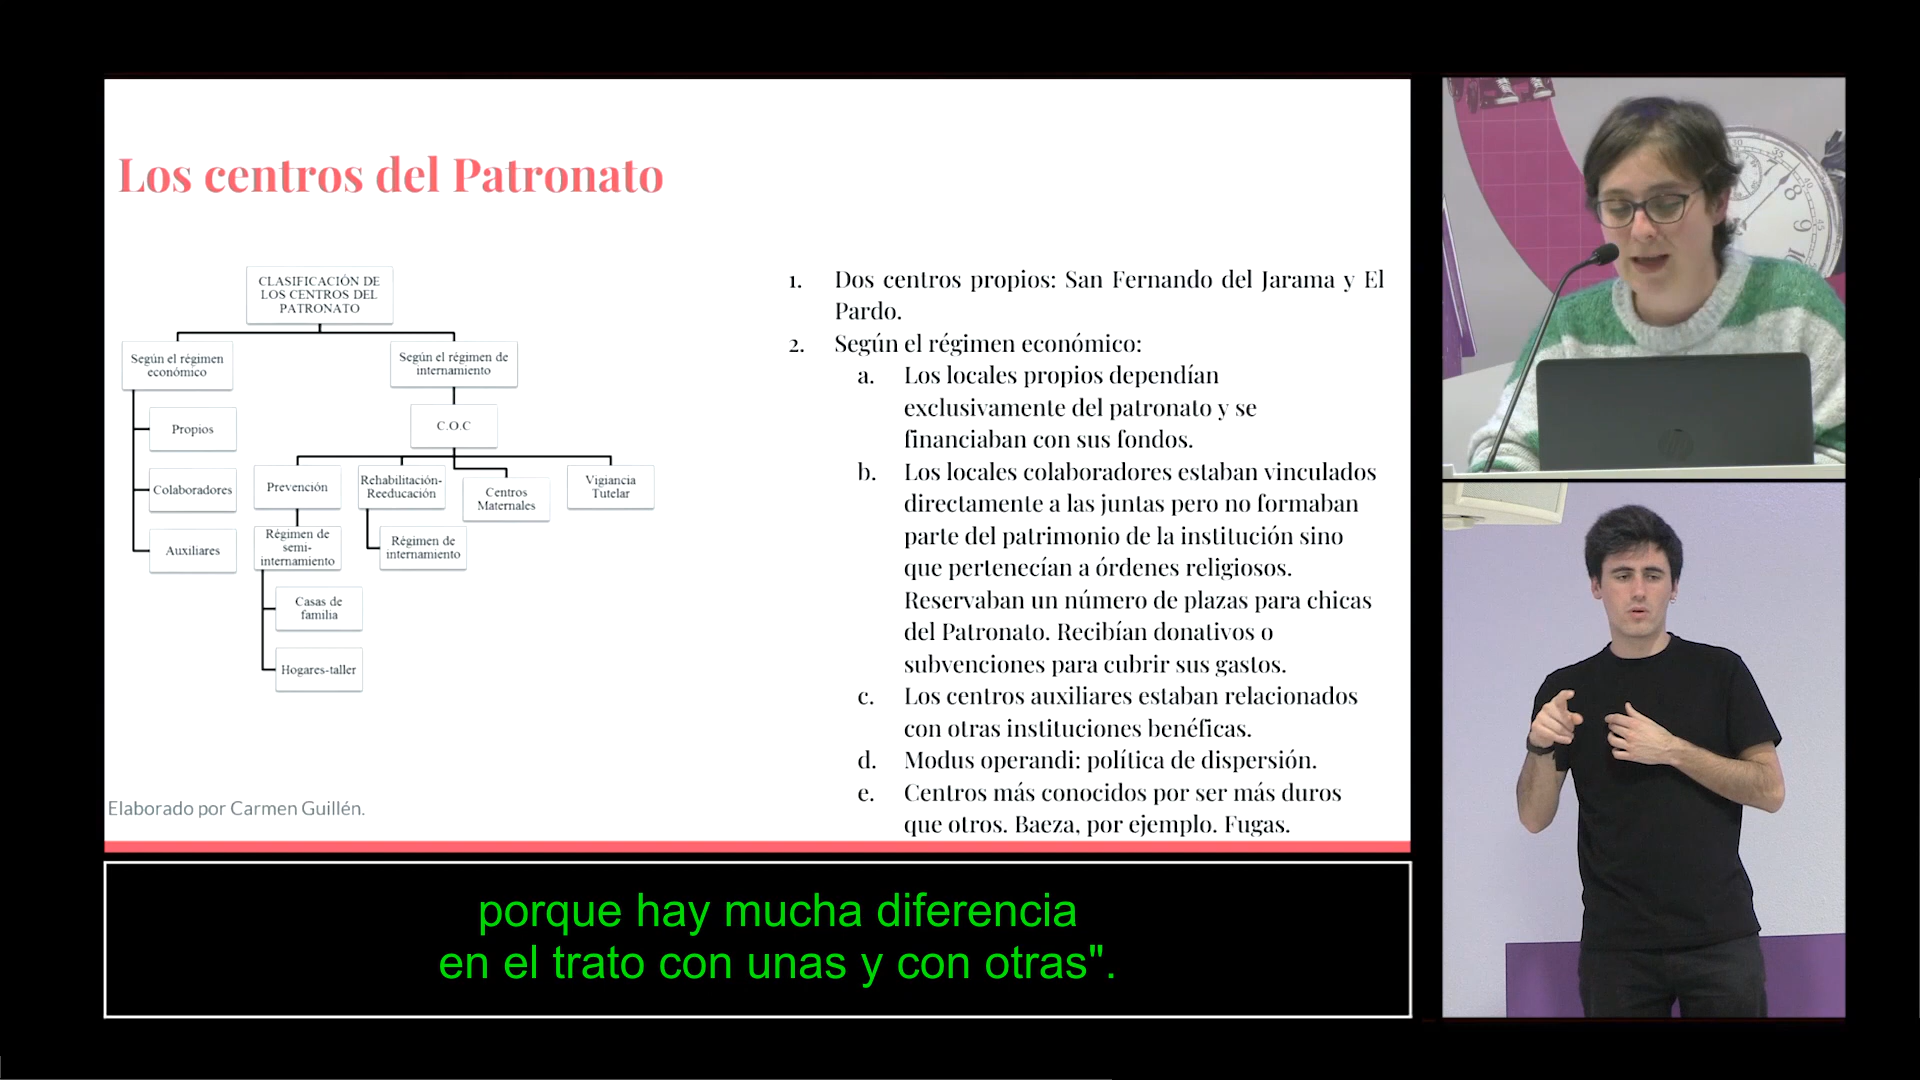 Los centros del Patronato
CLASIFICACIÓN DE
LOS CENTROS DEL
PATRONATO
Según el régimen
económico
Según el régimen de
internamiento
Propios
C.O.C
Colaboradores
Prevención
Rehabilitación-
Reeducación
Centros
Maternales
Vigiancia
Tutelar
Auxiliares
Régimen de
semi-
internamiento
Régimen de
internamiento
Casas de
familia
Hogares-taller
Elaborado por Carmen Guillén.
1. Dos centros propios: San Fernando del Jarama y El
Pardo.
2. Según el régimen económico:
a. Los locales propios dependían
exclusivamente del patronato y se
financiaban con sus fondos.
b. Los locales colaboradores estaban vinculados
directamente a las juntas pero no formaban
parte del patrimonio de la institución sino
que pertenecían a órdenes religiosos.
Reservaban un número de plazas para chicas
del Patronato. Recibían donativos o
subvenciones para cubrir sus gastos.
c. Los centros auxiliares estaban relacionados
con otras instituciones benéficas.
d. Modus operandi: política de dispersión.
e. Centros más conocidos por ser más duros
que otros. Baeza, por ejemplo. Fugas.
porque hay mucha diferencia
en el trato con unas y con otras".